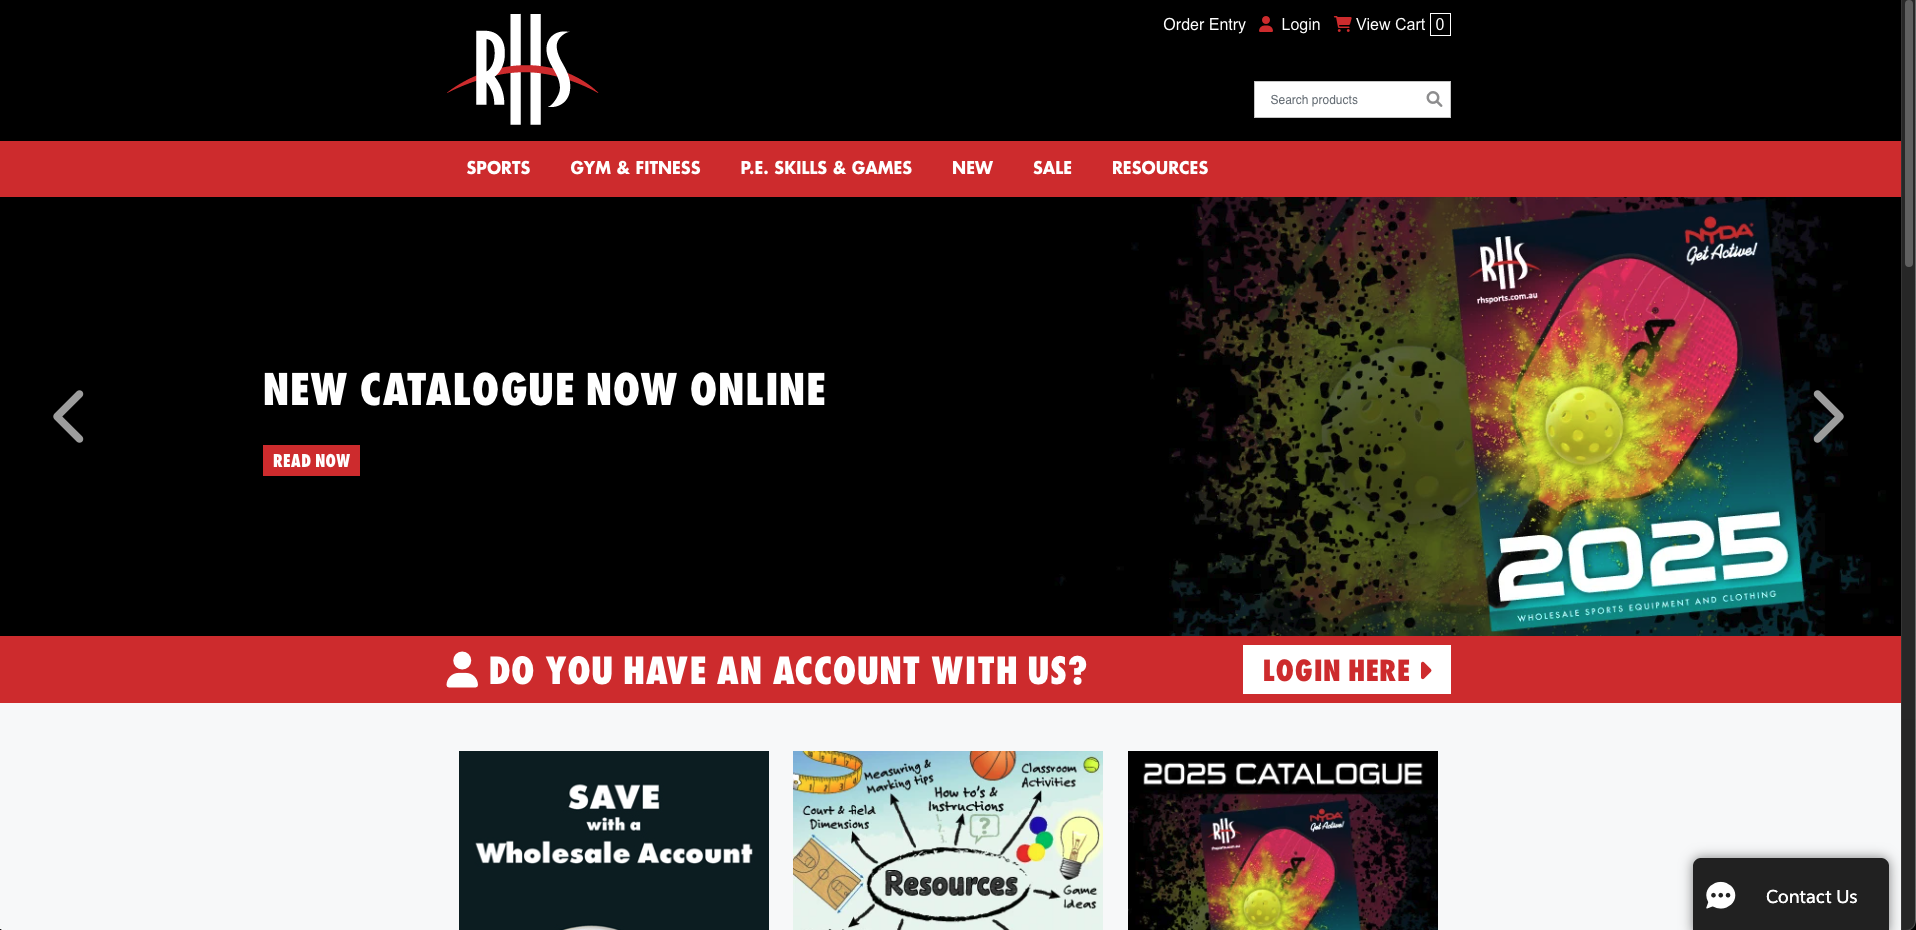 RHS
Order Entry Login View Cart 0
Search products
SPORTS GYM & FITNESS P.E. SKILLS & GAMES NEW SALE RESOURCES
NEW CATALOGUE NOW ONLINE
READ NOW
RHS
rhsports.com.au
NYDA
Get Active!
2025
WHOLESALE SPORTS EQUIPMENT AND CLOTHING
DO YOU HAVE AN ACCOUNT WITH US?
LOGIN HERE
SAVE
with a
Wholesale Account
Measuring &
Marking tips
Classroom
Activities
How to's &
Instructions
Court & field
Dimensions
Resources
Game
Ideas
2025 CATALOGUE
RHS
rhsports.com.au
NYDA
Get Active!
Contact Us